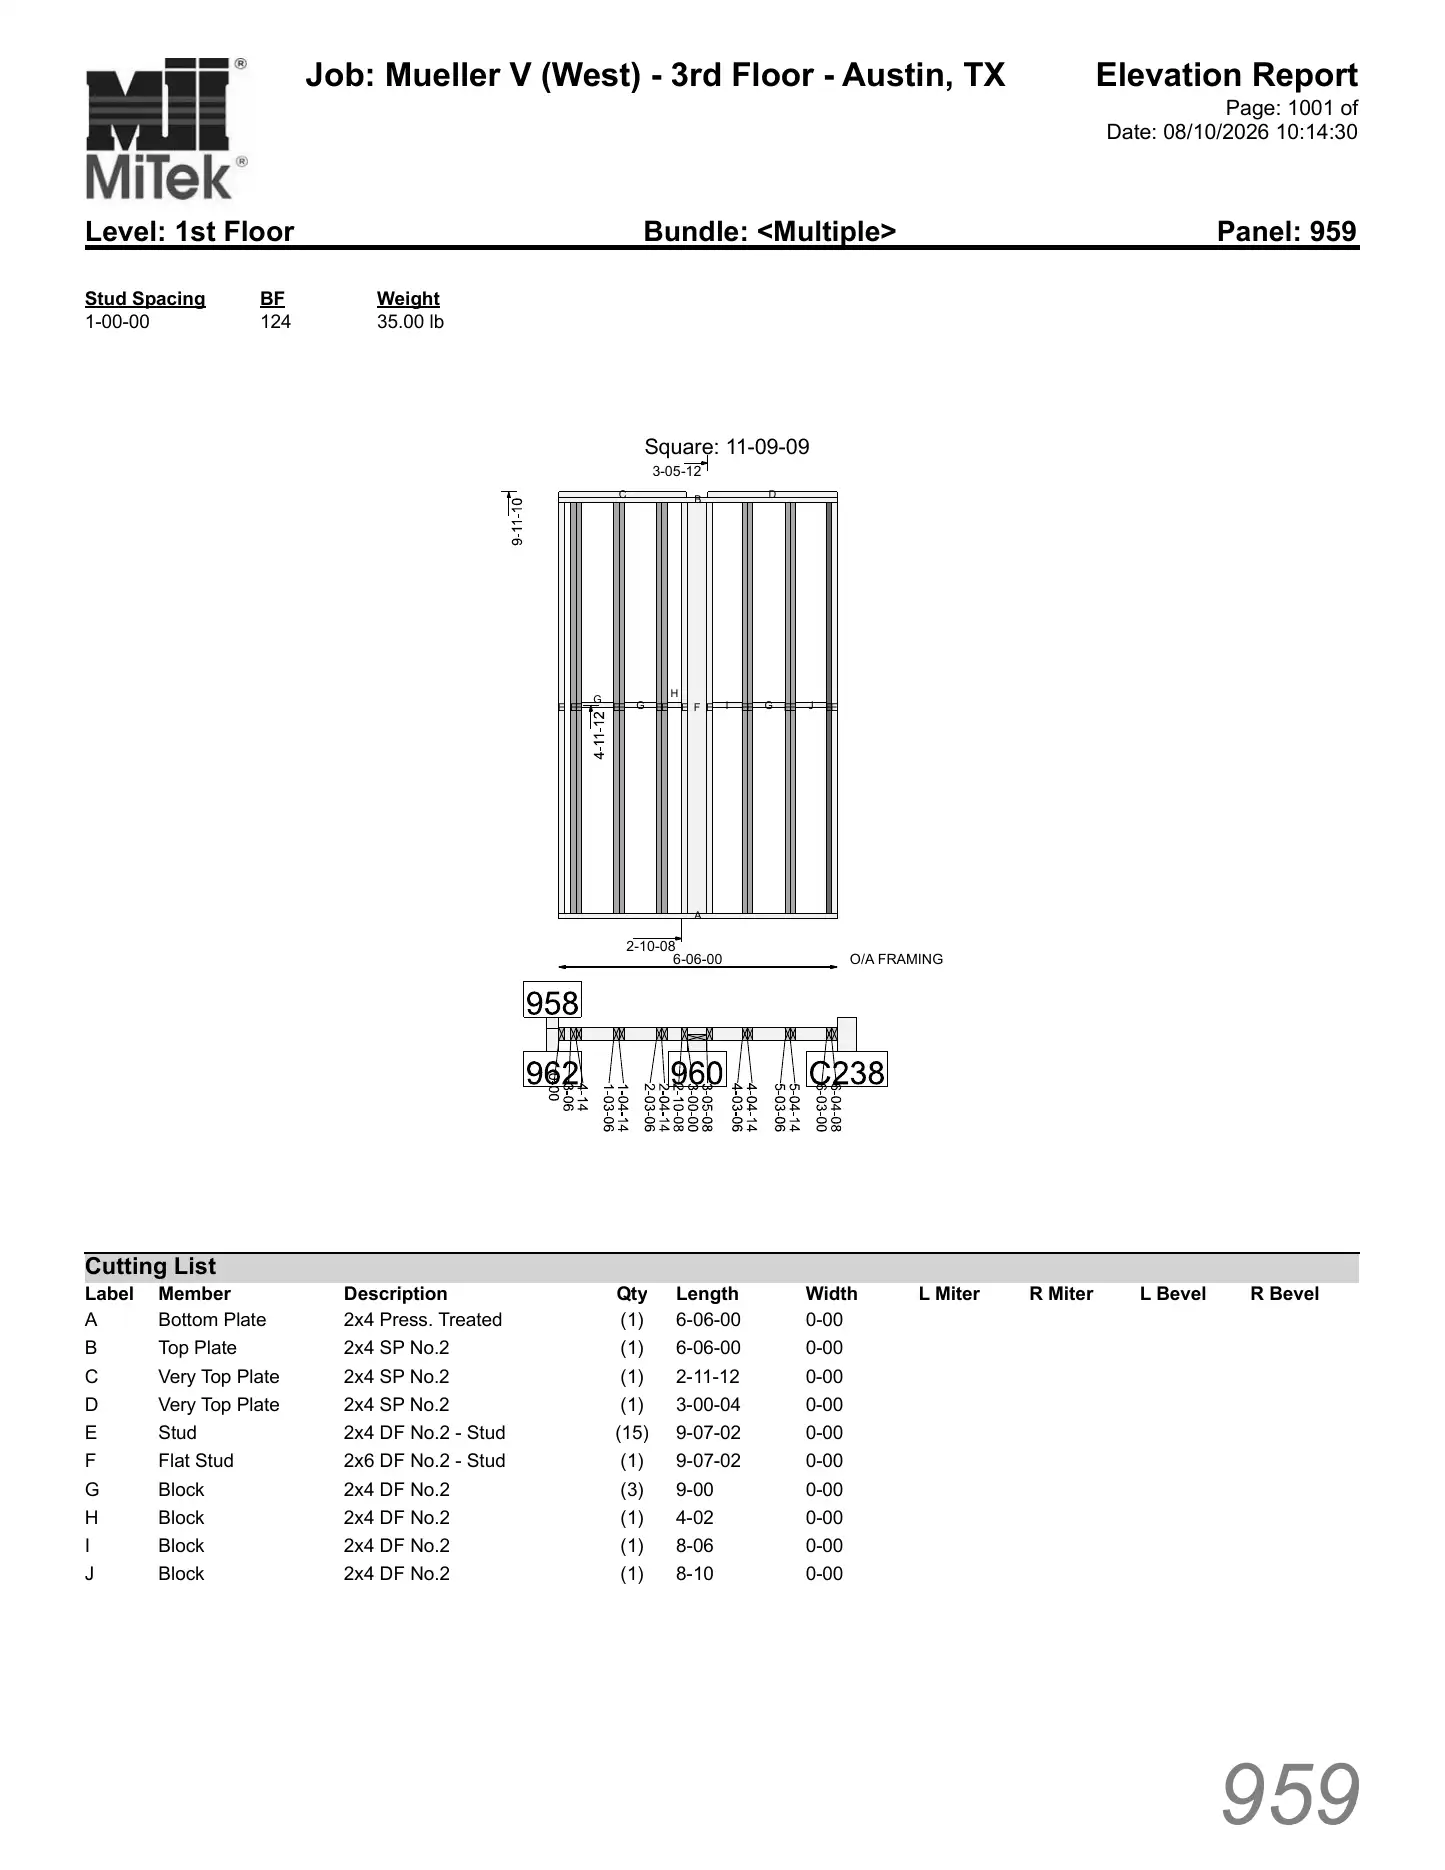 MiTek®
Job: Mueller V (West) - 3rd Floor - Austin, TX
Elevation Report
Page: 1001 of
Date: 08/10/2026 10:14:30
Level: 1st Floor Bundle: <Multiple> Panel: 959
Stud Spacing BF Weight
1-00-00 124 35.00 lb
Square: 11-09-09
3-05-12
C D
B
9-11-10
H
G
E G F I G J
4-11-12
A
2-10-08
6-06-00 O/A FRAMING
958
962 960 C238
3-06
4-14
1-03-06
1-04-14
2-03-06
2-04-14
2-10-08
3-00-00
3-05-08
4-03-06
4-04-14
5-03-06
5-04-14
6-03-00
6-04-08
Cutting List
Label Member Description Qty Length Width L Miter R Miter L Bevel R Bevel
A Bottom Plate 2x4 Press. Treated (1) 6-06-00 0-00
B Top Plate 2x4 SP No.2 (1) 6-06-00 0-00
C Very Top Plate 2x4 SP No.2 (1) 2-11-12 0-00
D Very Top Plate 2x4 SP No.2 (1) 3-00-04 0-00
E Stud 2x4 DF No.2 - Stud (15) 9-07-02 0-00
F Flat Stud 2x6 DF No.2 - Stud (1) 9-07-02 0-00
G Block 2x4 DF No.2 (3) 9-00 0-00
H Block 2x4 DF No.2 (1) 4-02 0-00
I Block 2x4 DF No.2 (1) 8-06 0-00
J Block 2x4 DF No.2 (1) 8-10 0-00
959